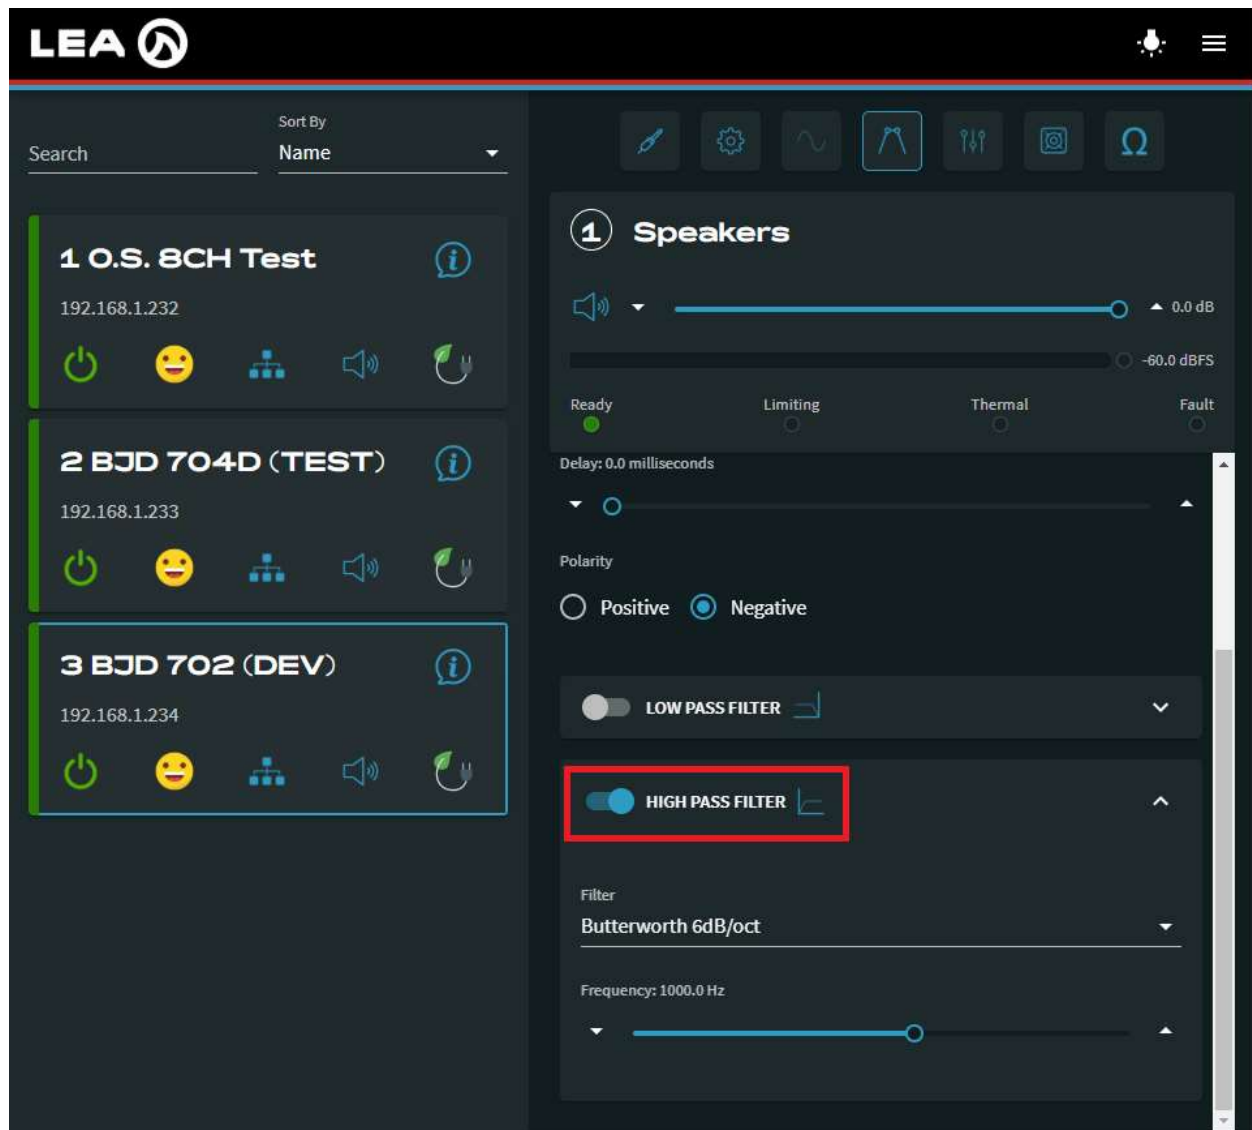 LEA
Search
Sort By
Name
1 O.S. 8CH Test
192.168.1.232
2 BJD 704D (TEST)
192.168.1.233
3 BJD 702 (DEV)
192.168.1.234
Ω
1 Speakers
0.0 dB
-60.0 dBFS
Ready Limiting Thermal Fault
Delay: 0.0 milliseconds
Polarity
Positive Negative
LOW PASS FILTER
HIGH PASS FILTER
Filter
Butterworth 6dB/oct
Frequency: 1000.0 Hz